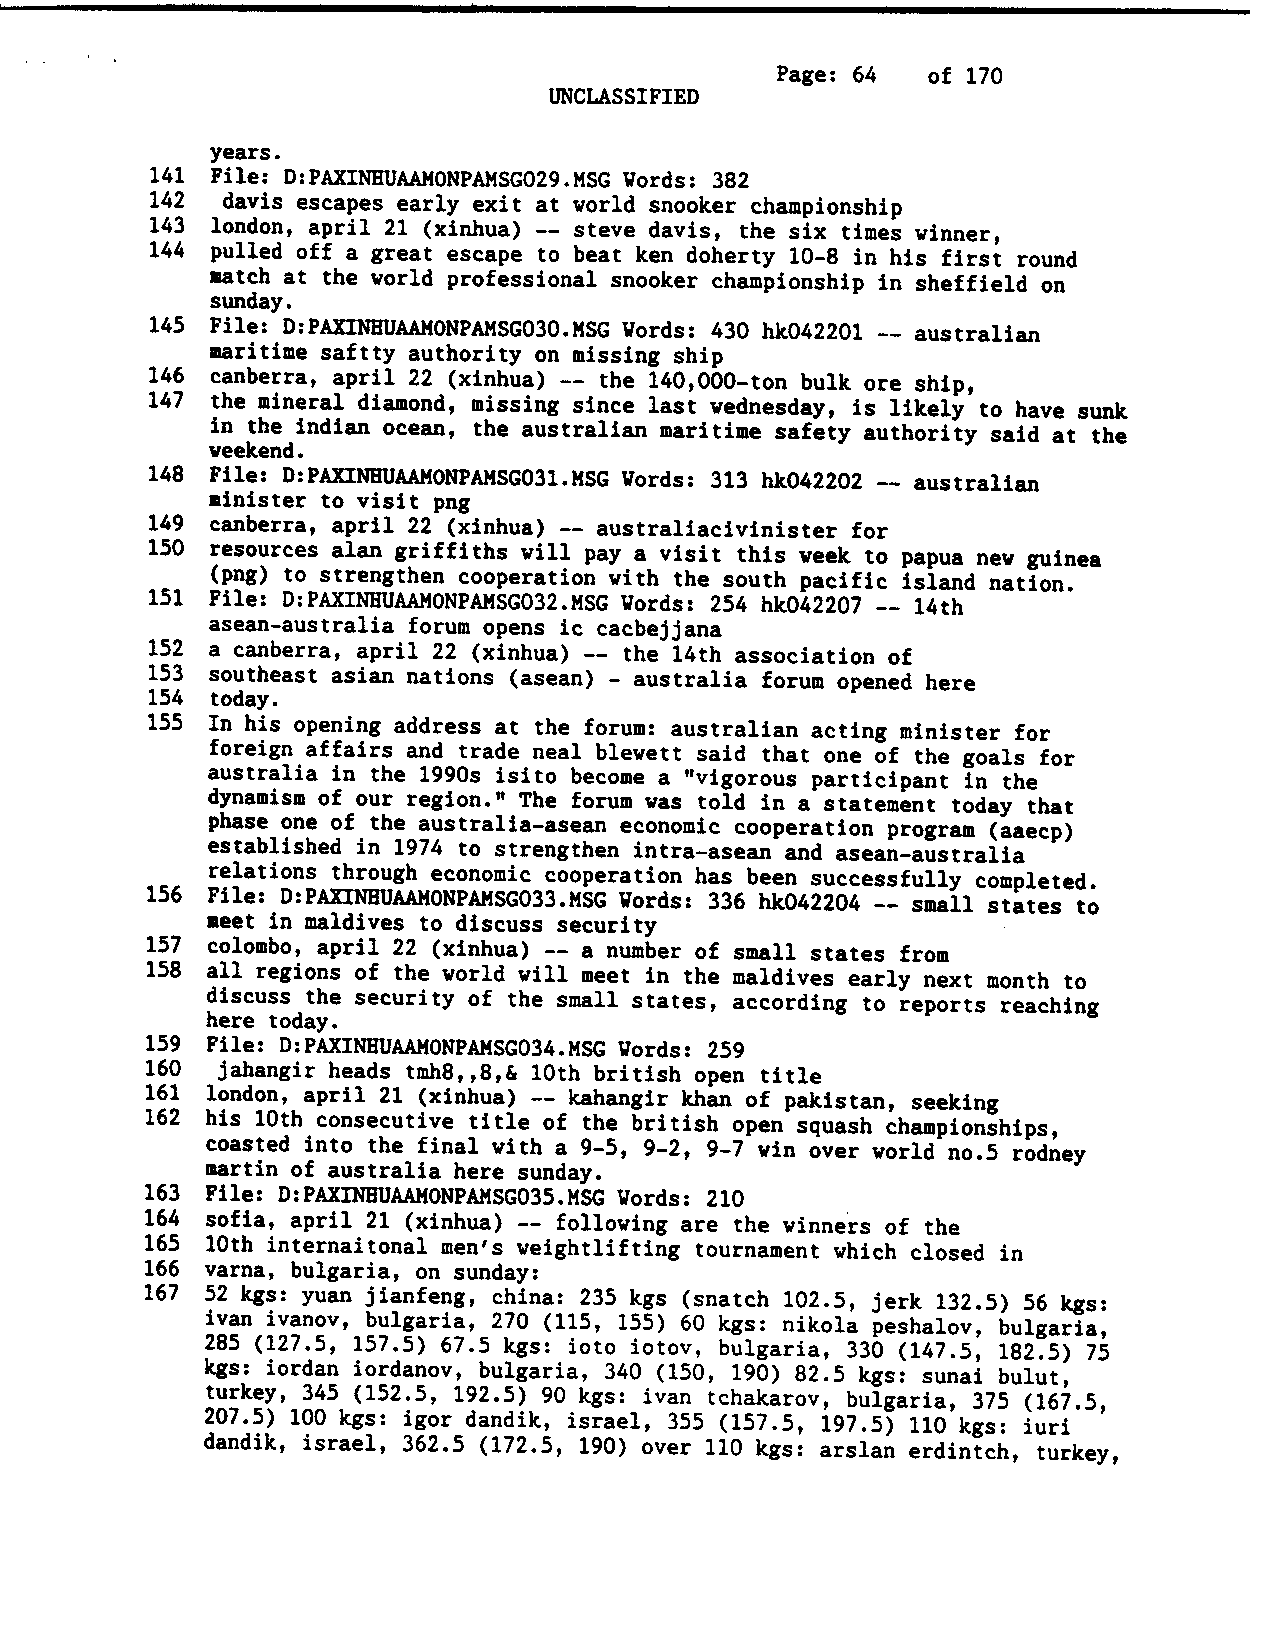 Page: 64 of 170
UNCLASSIFIED
years.
141 File: D:PAXINHUAAMONPAMSG029.MSG Words: 382
142 davis escapes early exit at world snooker championship
143 london, april 21 (xinhua) -- steve davis, the six times winner,
144 pulled off a great escape to beat ken doherty 10-8 in his first round
match at the world professional snooker championship in sheffield on
sunday.
145 File: D:PAXINHUAAMONPAMSG030.MSG Words: 430 hk042201 -- australian
maritime saftty authority on missing ship
146 canberra, april 22 (xinhua) -- the 140,000-ton bulk ore ship,
147 the mineral diamond, missing since last wednesday, is likely to have sunk
in the indian ocean, the australian maritime safety authority said at the
weekend.
148 File: D:PAXINHUAAMONPAMSG031.MSG Words: 313 hk042202 -- australian
minister to visit png
149 canberra, april 22 (xinhua) -- australiacivinister for
150 resources alan griffiths will pay a visit this week to papua new guinea
(png) to strengthen cooperation with the south pacific island nation.
151 File: D:PAXINHUAAMONPAMSG032.MSG Words: 254 hk042207 -- 14th
asean-australia forum opens ic cacbejjana
152 a canberra, april 22 (xinhua) -- the 14th association of
153 southeast asian nations (asean) - australia forum opened here
154 today.
155 In his opening address at the forum: australian acting minister for
foreign affairs and trade neal blewett said that one of the goals for
australia in the 1990s isito become a "vigorous participant in the
dynamism of our region." The forum was told in a statement today that
phase one of the australia-asean economic cooperation program (aaecp)
established in 1974 to strengthen intra-asean and asean-australia
relations through economic cooperation has been successfully completed.
156 File: D:PAXINHUAAMONPAMSG033.MSG Words: 336 hk042204 -- small states to
meet in maldives to discuss security
157 colombo, april 22 (xinhua) -- a number of small states from
158 all regions of the world will meet in the maldives early next month to
discuss the security of the small states, according to reports reaching
here today.
159 File: D:PAXINHUAAMONPAMSG034.MSG Words: 259
160 jahangir heads tmh8,,8,& 10th british open title
161 london, april 21 (xinhua) -- kahangir khan of pakistan, seeking
162 his 10th consecutive title of the british open squash championships,
coasted into the final with a 9-5, 9-2, 9-7 win over world no.5 rodney
martin of australia here sunday.
163 File: D:PAXINHUAAMONPAMSG035.MSG Words: 210
164 sofia, april 21 (xinhua) -- following are the winners of the
165 10th internaitonal men's weightlifting tournament which closed in
166 varna, bulgaria, on sunday:
167 52 kgs: yuan jianfeng, china: 235 kgs (snatch 102.5, jerk 132.5) 56 kgs:
ivan ivanov, bulgaria, 270 (115, 155) 60 kgs: nikola peshalov, bulgaria,
285 (127.5, 157.5) 67.5 kgs: ioto iotov, bulgaria, 330 (147.5, 182.5) 75
kgs: iordan iordanov, bulgaria, 340 (150, 190) 82.5 kgs: sunai bulut,
turkey, 345 (152.5, 192.5) 90 kgs: ivan tchakarov, bulgaria, 375 (167.5,
207.5) 100 kgs: igor dandik, israel, 355 (157.5, 197.5) 110 kgs: iuri
dandik, israel, 362.5 (172.5, 190) over 110 kgs: arslan erdintch, turkey,